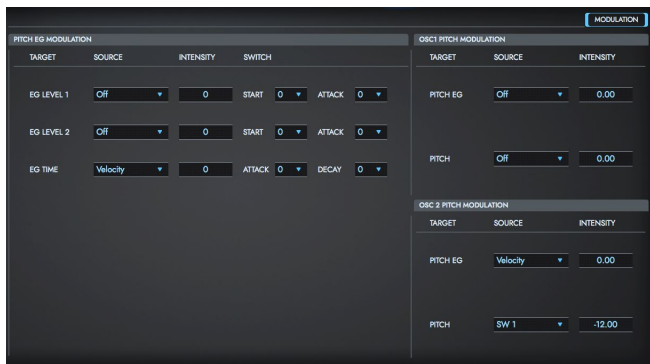 MODULATION
PITCH EG MODULATION
TARGET SOURCE INTENSITY SWITCH
EG LEVEL 1 Off 0 START 0 ATTACK 0
EG LEVEL 2 Off 0 START 0 ATTACK 0
EG TIME Velocity 0 ATTACK 0 DECAY 0
OSC1 PITCH MODULATION
TARGET SOURCE INTENSITY
PITCH EG Off 0.00
PITCH Off 0.00
OSC 2 PITCH MODULATION
TARGET SOURCE INTENSITY
PITCH EG Velocity 0.00
PITCH SW 1 -12.00